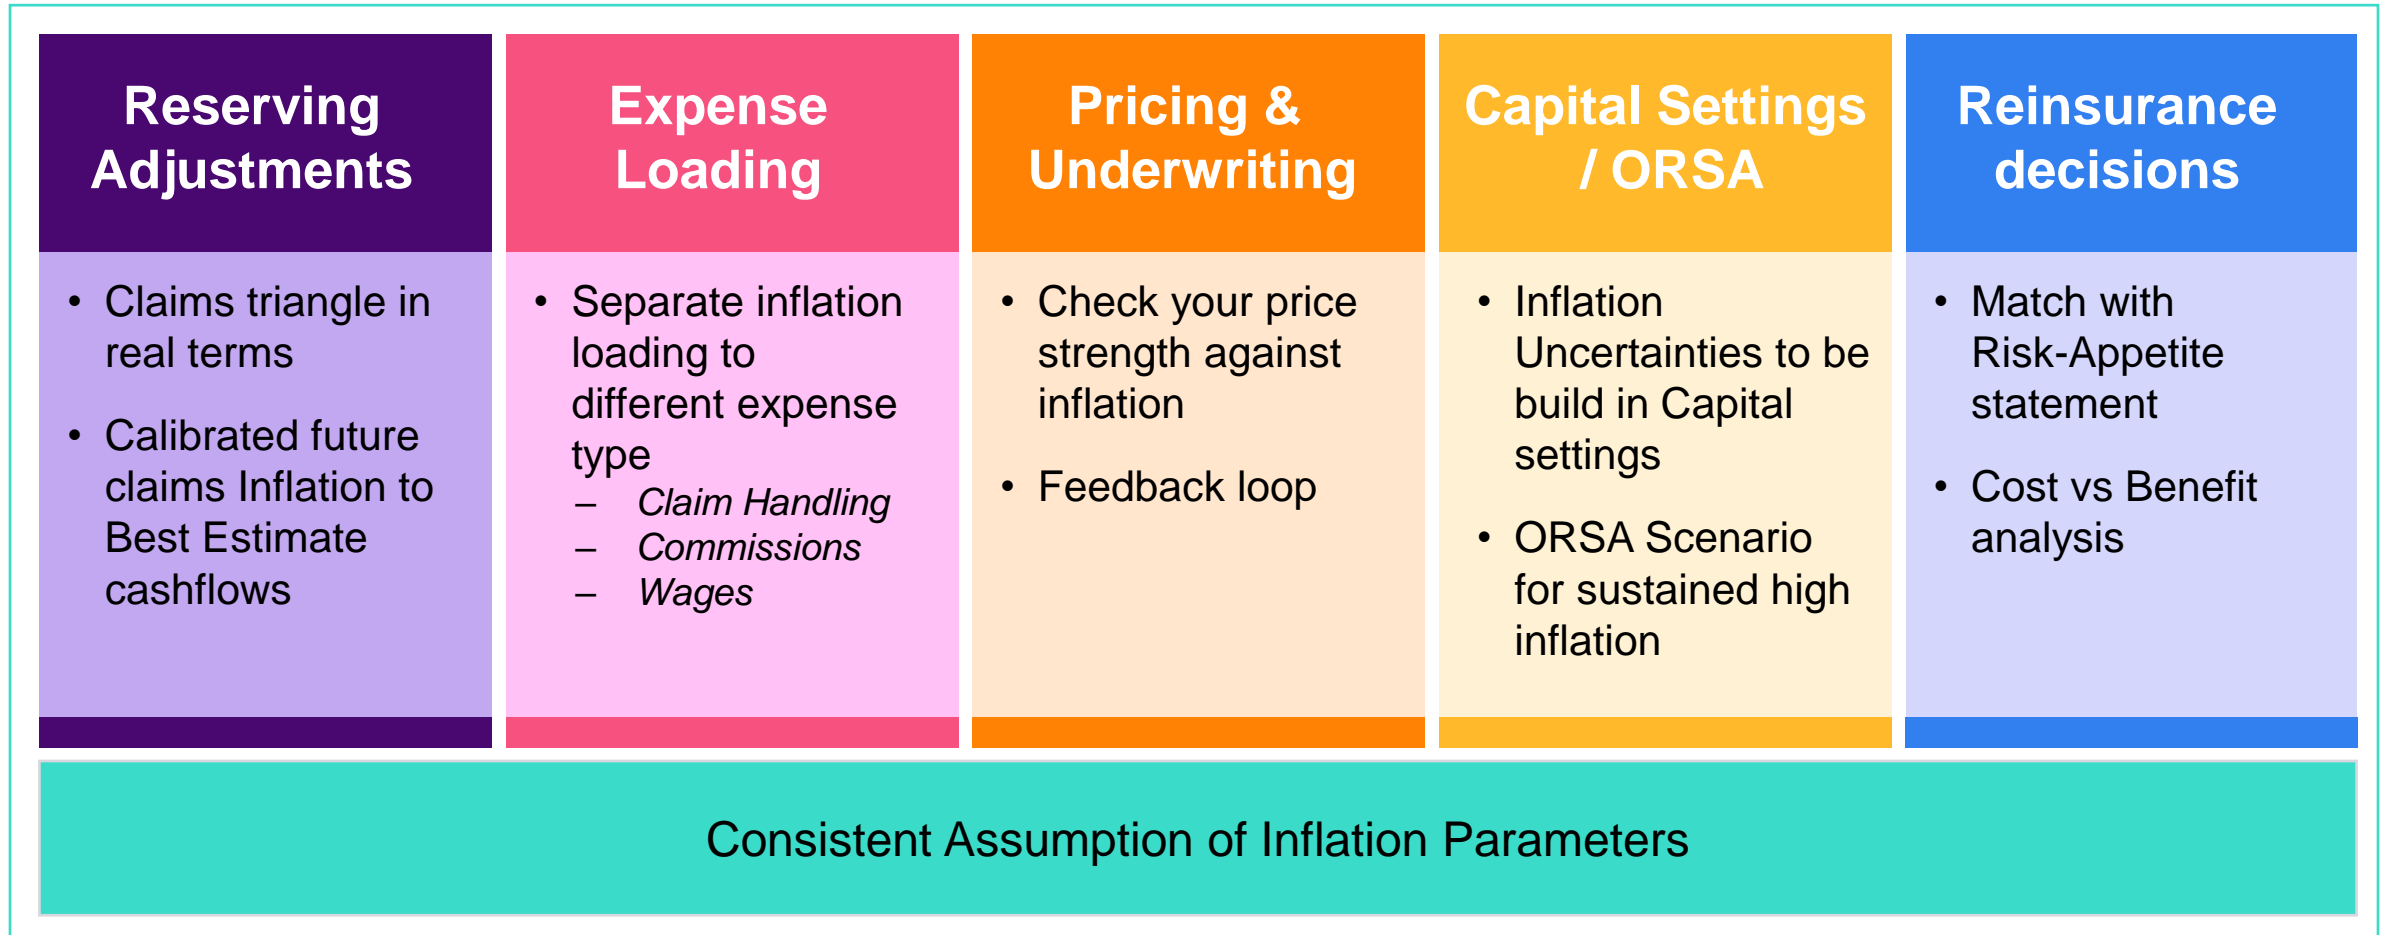 Reserving
Adjustments
• Claims triangle in
real terms
• Calibrated future
claims Inflation to
Best Estimate
cashflows
Expense
Loading
• Separate inflation
loading to
different expense
type
– Claim Handling
– Commissions
– Wages
Pricing &
Underwriting
• Check your price
strength against
inflation
• Feedback loop
Capital Settings
/ ORSA
• Inflation
Uncertainties to be
build in Capital
settings
• ORSA Scenario
for sustained high
inflation
Reinsurance
decisions
• Match with
Risk-Appetite
statement
• Cost vs Benefit
analysis
Consistent Assumption of Inflation Parameters